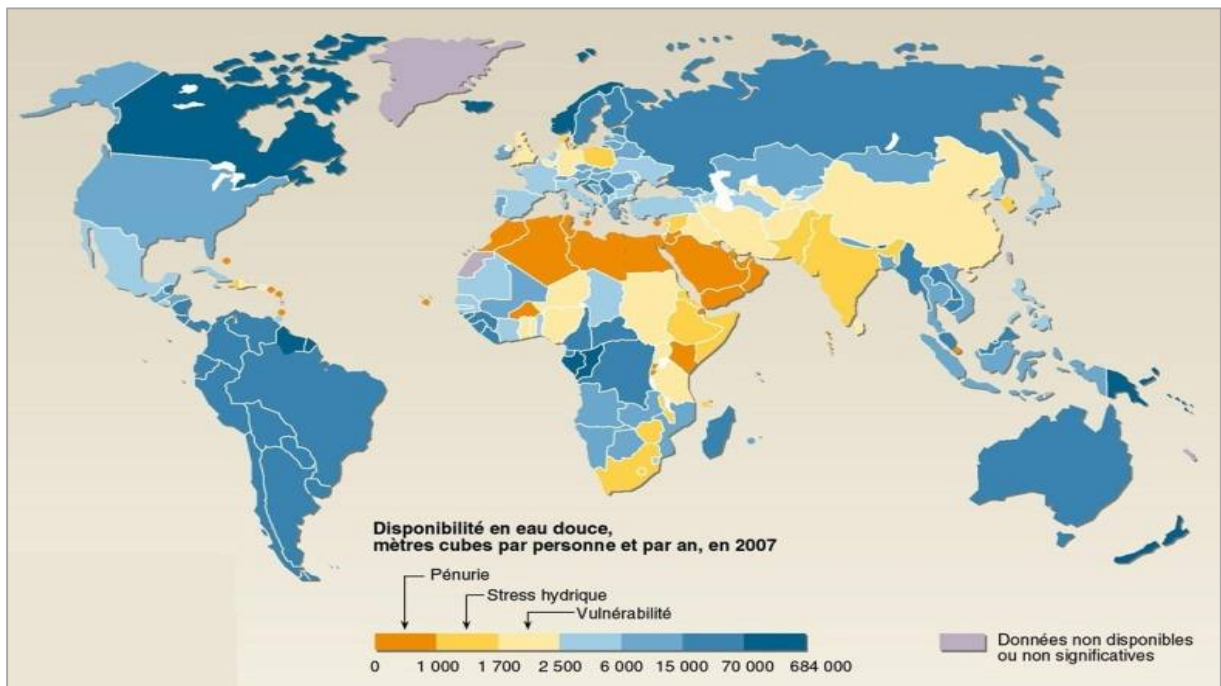 Disponibilité en eau douce,
mètres cubes par personne et par an, en 2007
Pénurie
Stress hydrique
Vulnérabilité
0 1 000 1 700 2 500 6 000 15 000 70 000 684 000
Données non disponibles
ou non significatives